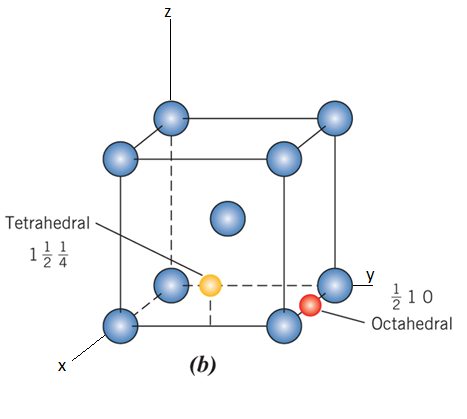 z
Tetrahedral
1 1/2 1/4
y
1/2 1 0
Octahedral
x
(b)